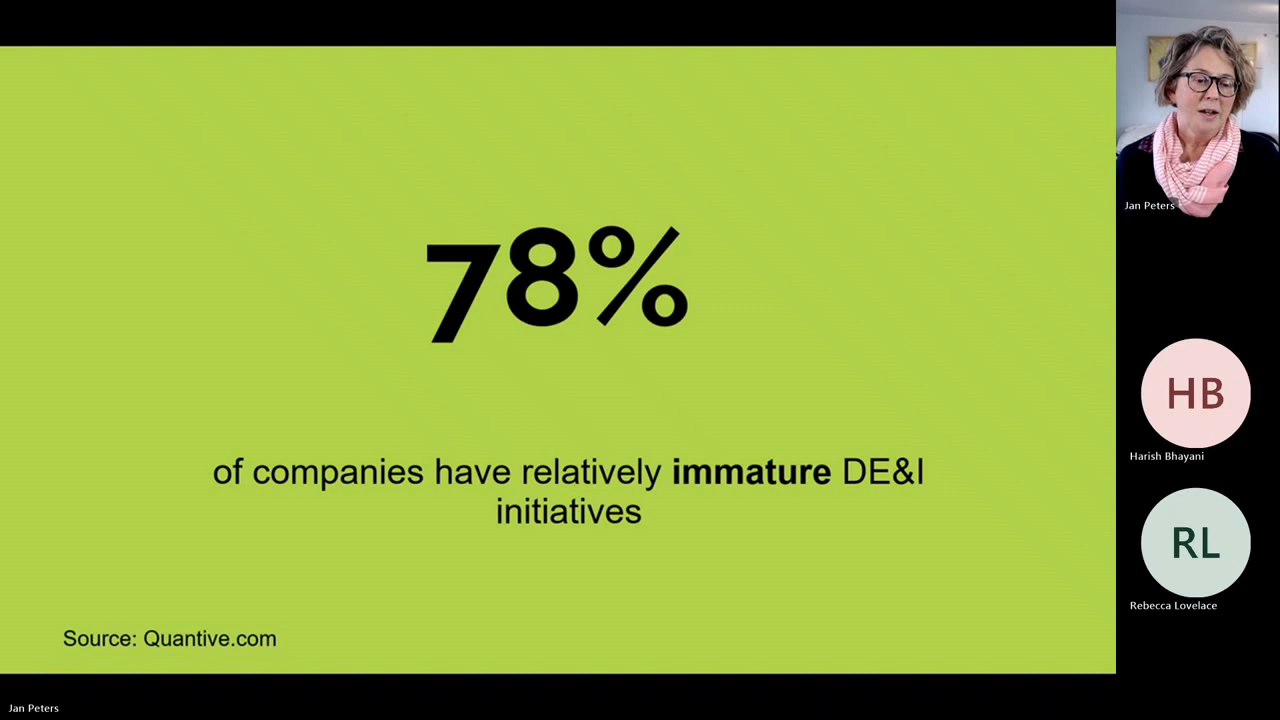 78%
of companies have relatively immature DE&I
initiatives
Source: Quantive.com
Jan Peters
HB
Harish Bhayani
RL
Rebecca Lovelace
Jan Peters